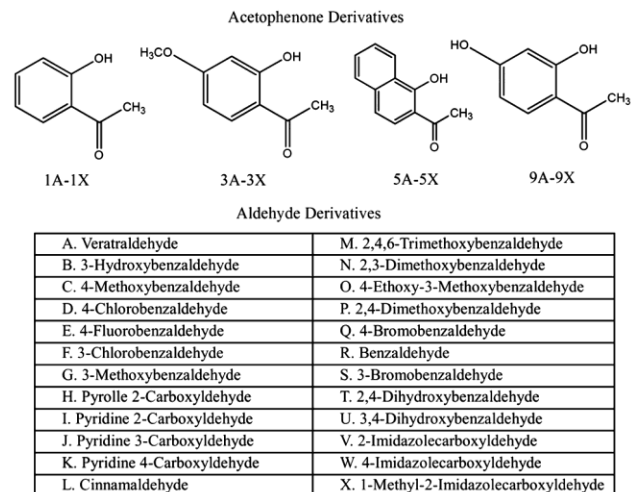 Acetophenone Derivatives
OH
CH₃
O
H₃CO
OH
CH₃
O
OH
CH₃
O
HO
OH
CH₃
O
1A-1X
3A-3X
5A-5X
9A-9X
Aldehyde Derivatives
A. Veratraldehyde
M. 2,4,6-Trimethoxybenzaldehyde
B. 3-Hydroxybenzaldehyde
N. 2,3-Dimethoxybenzaldehyde
C. 4-Methoxybenzaldehyde
O. 4-Ethoxy-3-Methoxybenzaldehyde
D. 4-Chlorobenzaldehyde
P. 2,4-Dimethoxybenzaldehyde
E. 4-Fluorobenzaldehyde
Q. 4-Bromobenzaldehyde
F. 3-Chlorobenzaldehyde
R. Benzaldehyde
G. 3-Methoxybenzaldehyde
S. 3-Bromobenzaldehyde
H. Pyrolle 2-Carboxyldehyde
T. 2,4-Dihydroxybenzaldehyde
I. Pyridine 2-Carboxyldehyde
U. 3,4-Dihydroxybenzaldehyde
J. Pyridine 3-Carboxyldehyde
V. 2-Imidazolecarboxyldehyde
K. Pyridine 4-Carboxyldehyde
W. 4-Imidazolecarboxyldehyde
L. Cinnamaldehyde
X. 1-Methyl-2-Imidazolecarboxyldehyde